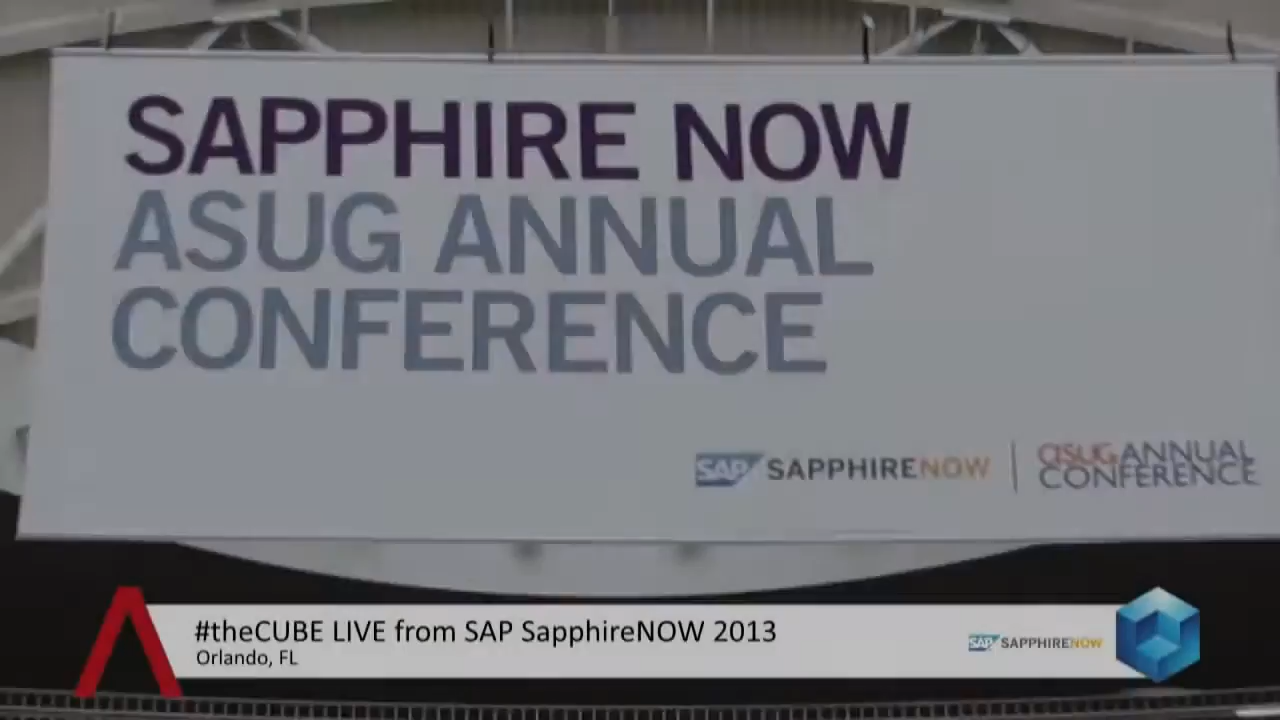 SAPPHIRE NOW
ASUG ANNUAL
CONFERENCE
SAP SAPPHIRENOW | ASUG ANNUAL
CONFERENCE
#theCUBE LIVE from SAP SapphireNOW 2013
Orlando, FL
SAP SAPPHIRENOW